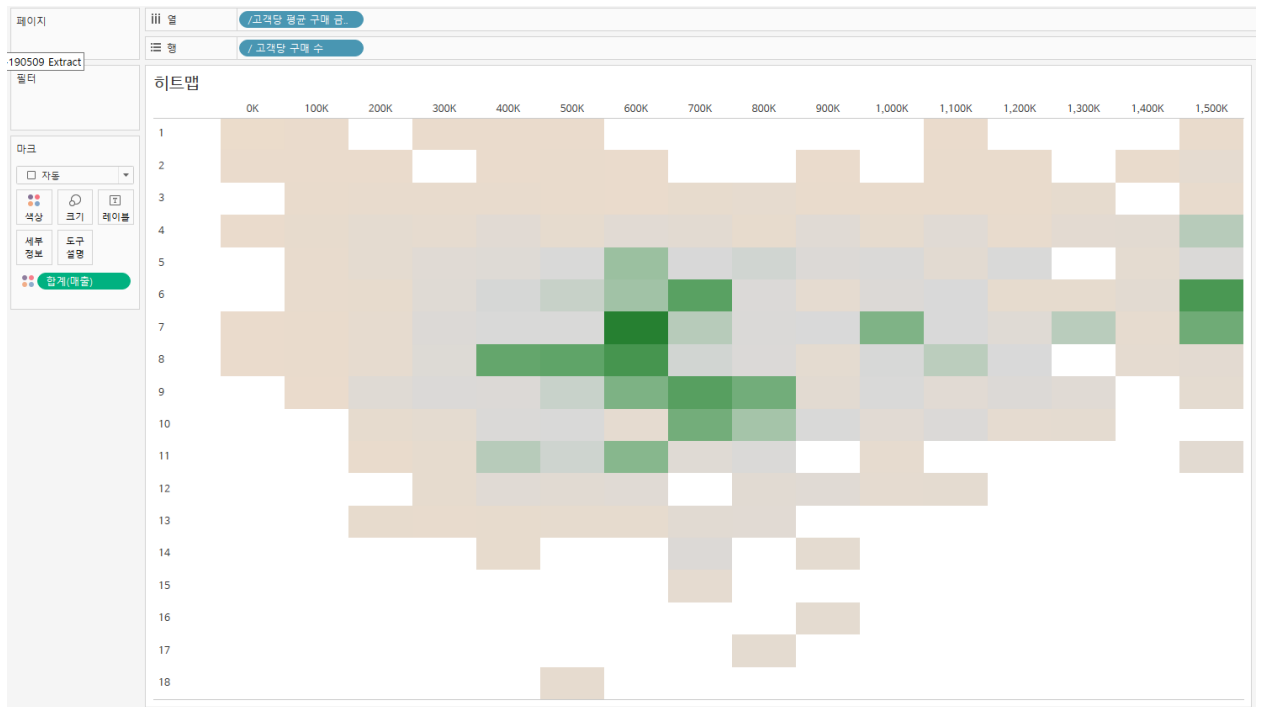 페이지
-190509 Extract
필터
마크
자동
색상 크기 레이블
세부 정보 도구 설명
합계(매출)
열 /고객당 평균 구매 금..
행 / 고객당 구매 수
히트맵
0K 100K 200K 300K 400K 500K 600K 700K 800K 900K 1,000K 1,100K 1,200K 1,300K 1,400K 1,500K
1
2
3
4
5
6
7
8
9
10
11
12
13
14
15
16
17
18